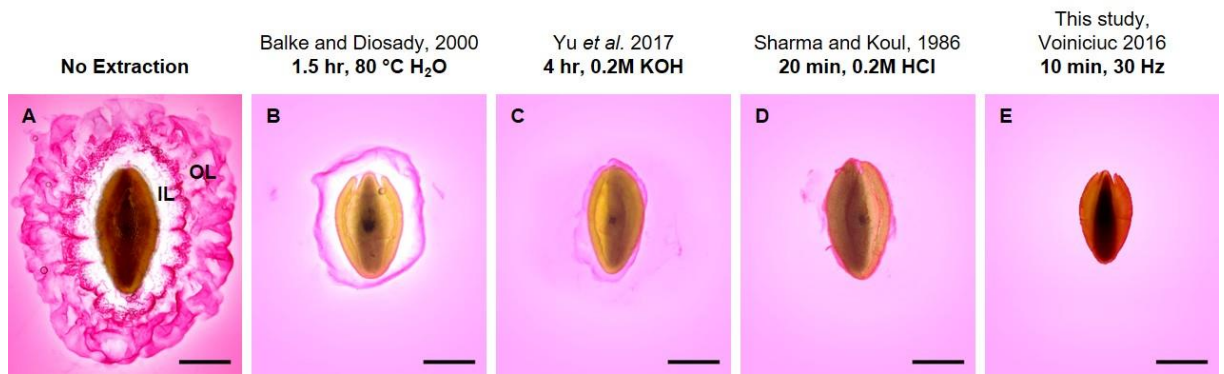 No Extraction
Balke and Diosady, 2000
1.5 hr, 80 °C H₂O
Yu et al. 2017
4 hr, 0.2M KOH
Sharma and Koul, 1986
20 min, 0.2M HCl
This study,
Voiniciuc 2016
10 min, 30 Hz
A
OL
IL
B
C
D
E